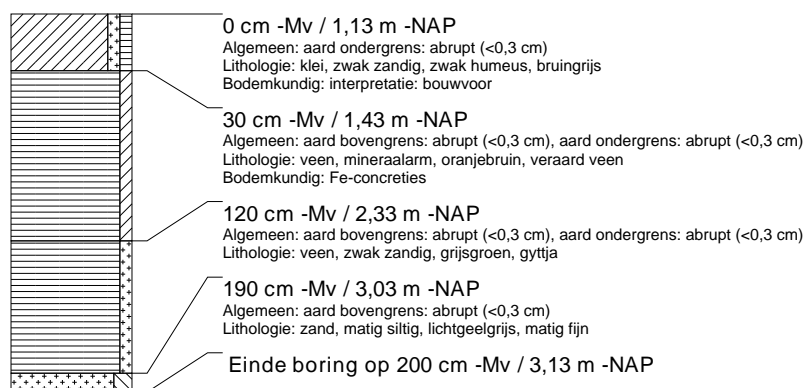 0 cm -Mv / 1,13 m -NAP
Algemeen: aard ondergrens: abrupt (<0,3 cm)
Lithologie: klei, zwak zandig, zwak humeus, bruingrijs
Bodemkundig: interpretatie: bouwvoor
30 cm -Mv / 1,43 m -NAP
Algemeen: aard bovengrens: abrupt (<0,3 cm), aard ondergrens: abrupt (<0,3 cm)
Lithologie: veen, mineraalarm, oranjebruin, veraard veen
Bodemkundig: Fe-concreties
120 cm -Mv / 2,33 m -NAP
Algemeen: aard bovengrens: abrupt (<0,3 cm), aard ondergrens: abrupt (<0,3 cm)
Lithologie: veen, zwak zandig, grijsgroen, gyttja
190 cm -Mv / 3,03 m -NAP
Algemeen: aard bovengrens: abrupt (<0,3 cm)
Lithologie: zand, matig siltig, lichtgeelgrijs, matig fijn
Einde boring op 200 cm -Mv / 3,13 m -NAP